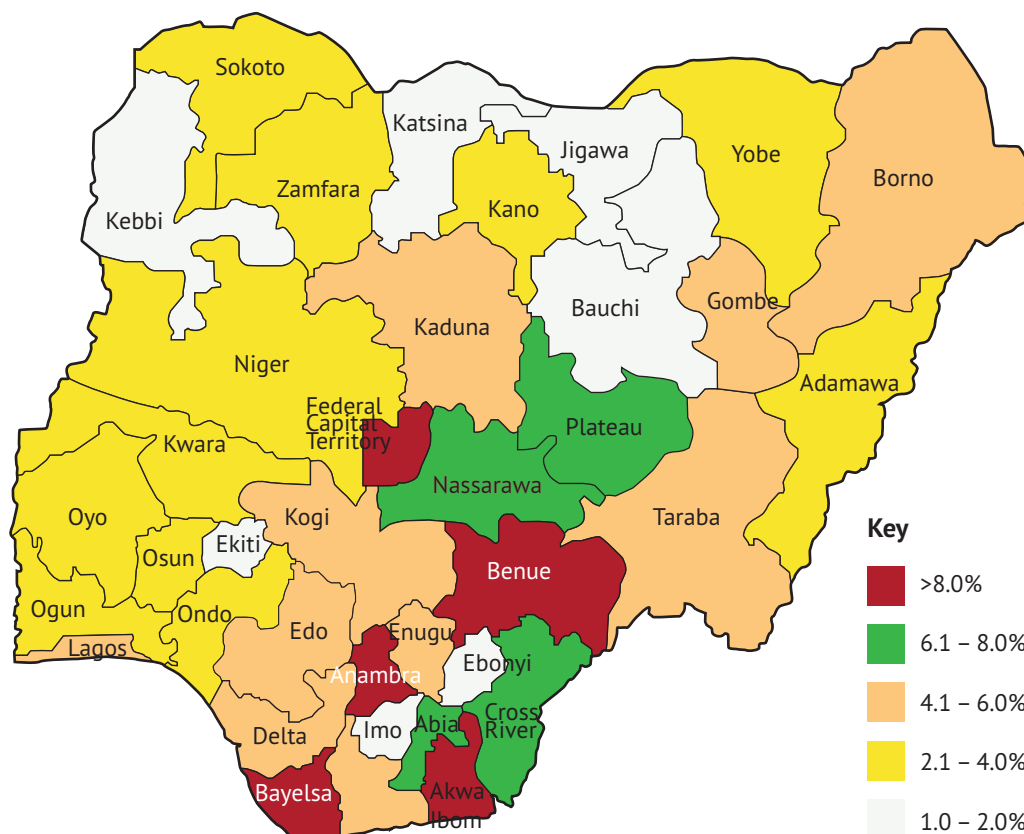 Sokoto
Katsina
Jigawa
Yobe
Borno
Zamfara
Kano
Kebbi
Bauchi
Gombe
Kaduna
Niger
Adamawa
Federal
Capital
Territory
Kwara
Plateau
Nassarawa
Oyo
Kogi
Taraba
Osun
Ekiti
Benue
Ogun
Ondo
Edo
Enugu
Lagos
Anambra
Ebonyi
Delta
Imo
Abia
Cross
River
Bayelsa
Akwa
Ibom
Key
>8.0%
6.1 – 8.0%
4.1 – 6.0%
2.1 – 4.0%
1.0 – 2.0%